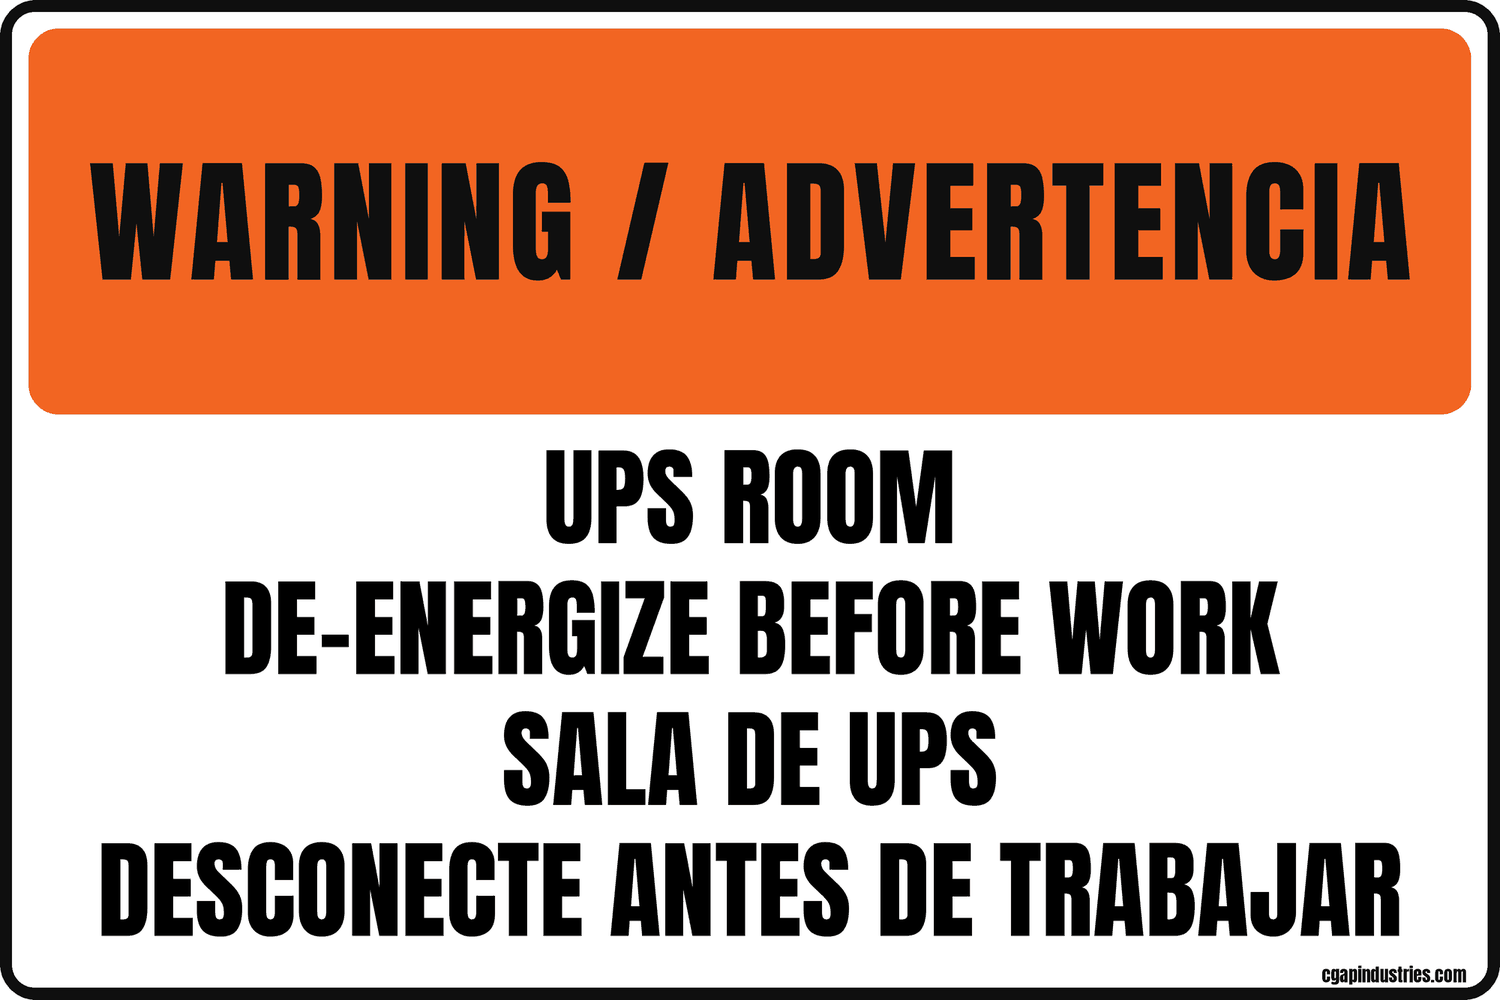 WARNING / ADVERTENCIA
UPS ROOM
DE-ENERGIZE BEFORE WORK
SALA DE UPS
DESCONECTE ANTES DE TRABAJAR
cgapindustries.com